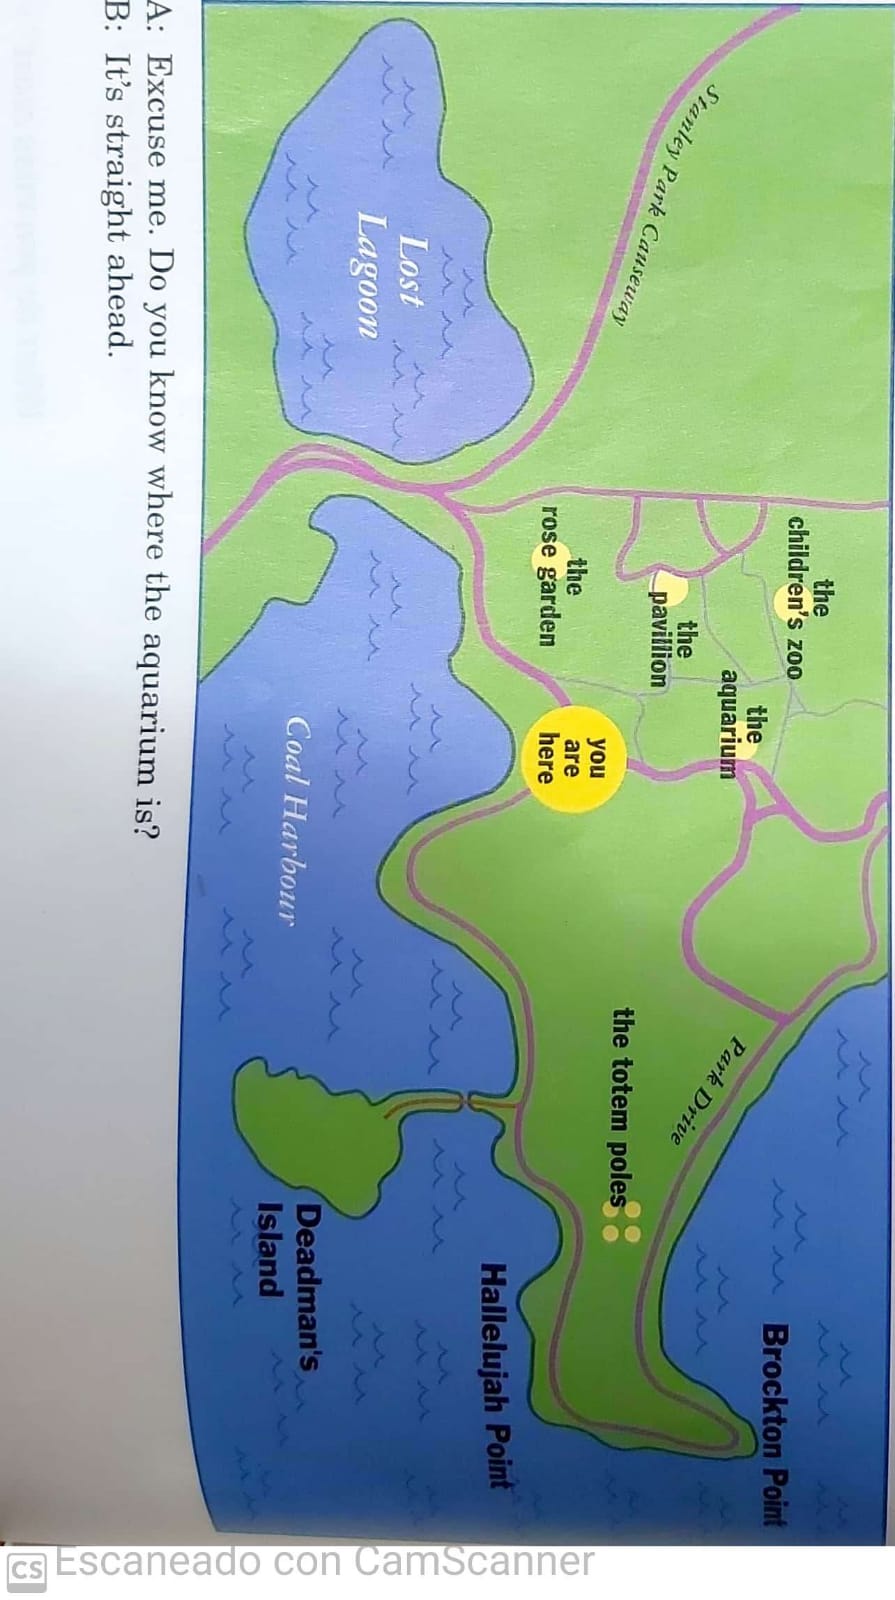 the
children's zoo
the
aquarium
the
pavillion
the
rose garden
you
are
here
Stanley Park Causeway
Park Drive
Brockton Point
the totem poles
Hallelujah Point
Lost
Lagoon
Coal Harbour
Deadman's
Island
A: Excuse me. Do you know where the aquarium is?
B: It's straight ahead.
CS Escaneado con CamScanner